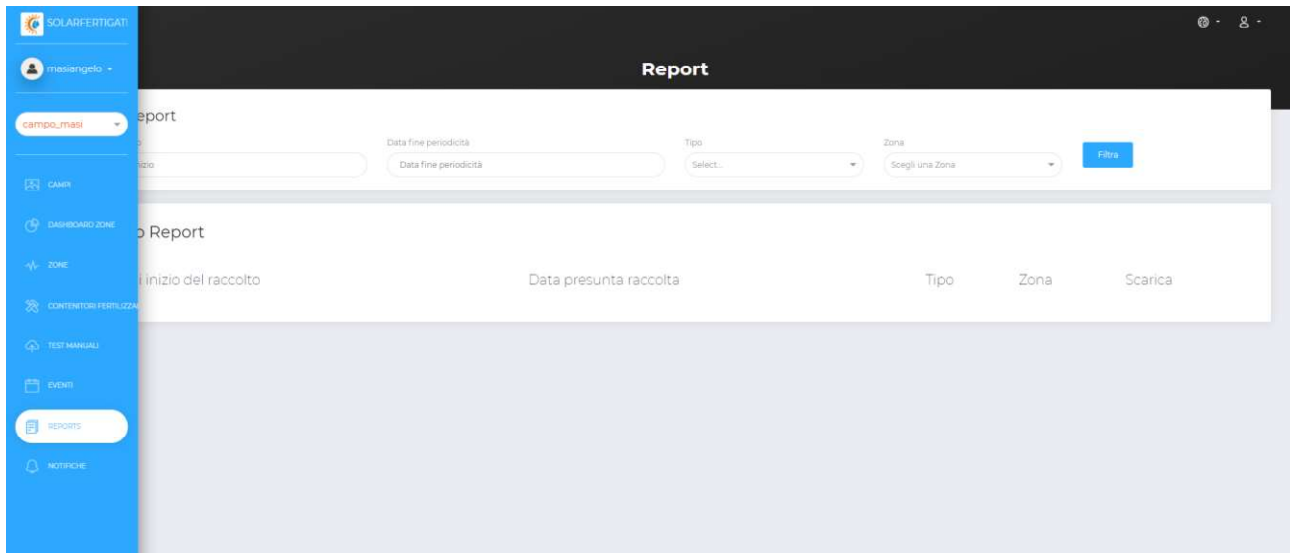 SOLARFERTIGATI
masiangelo
campo_masi
CAMPI
DASHBOARD ZONE
ZONE
CONTENITORI FERTILIZZA
TEST MANUALI
EVENTI
REPORTS
NOTIFICHE
Report
eport
Data fine periodicità
Tipo
Zona
nizio
Data fine periodicità
Select...
Scegli una Zona
Filtra
o Report
i inizio del raccolto
Data presunta raccolta
Tipo
Zona
Scarica